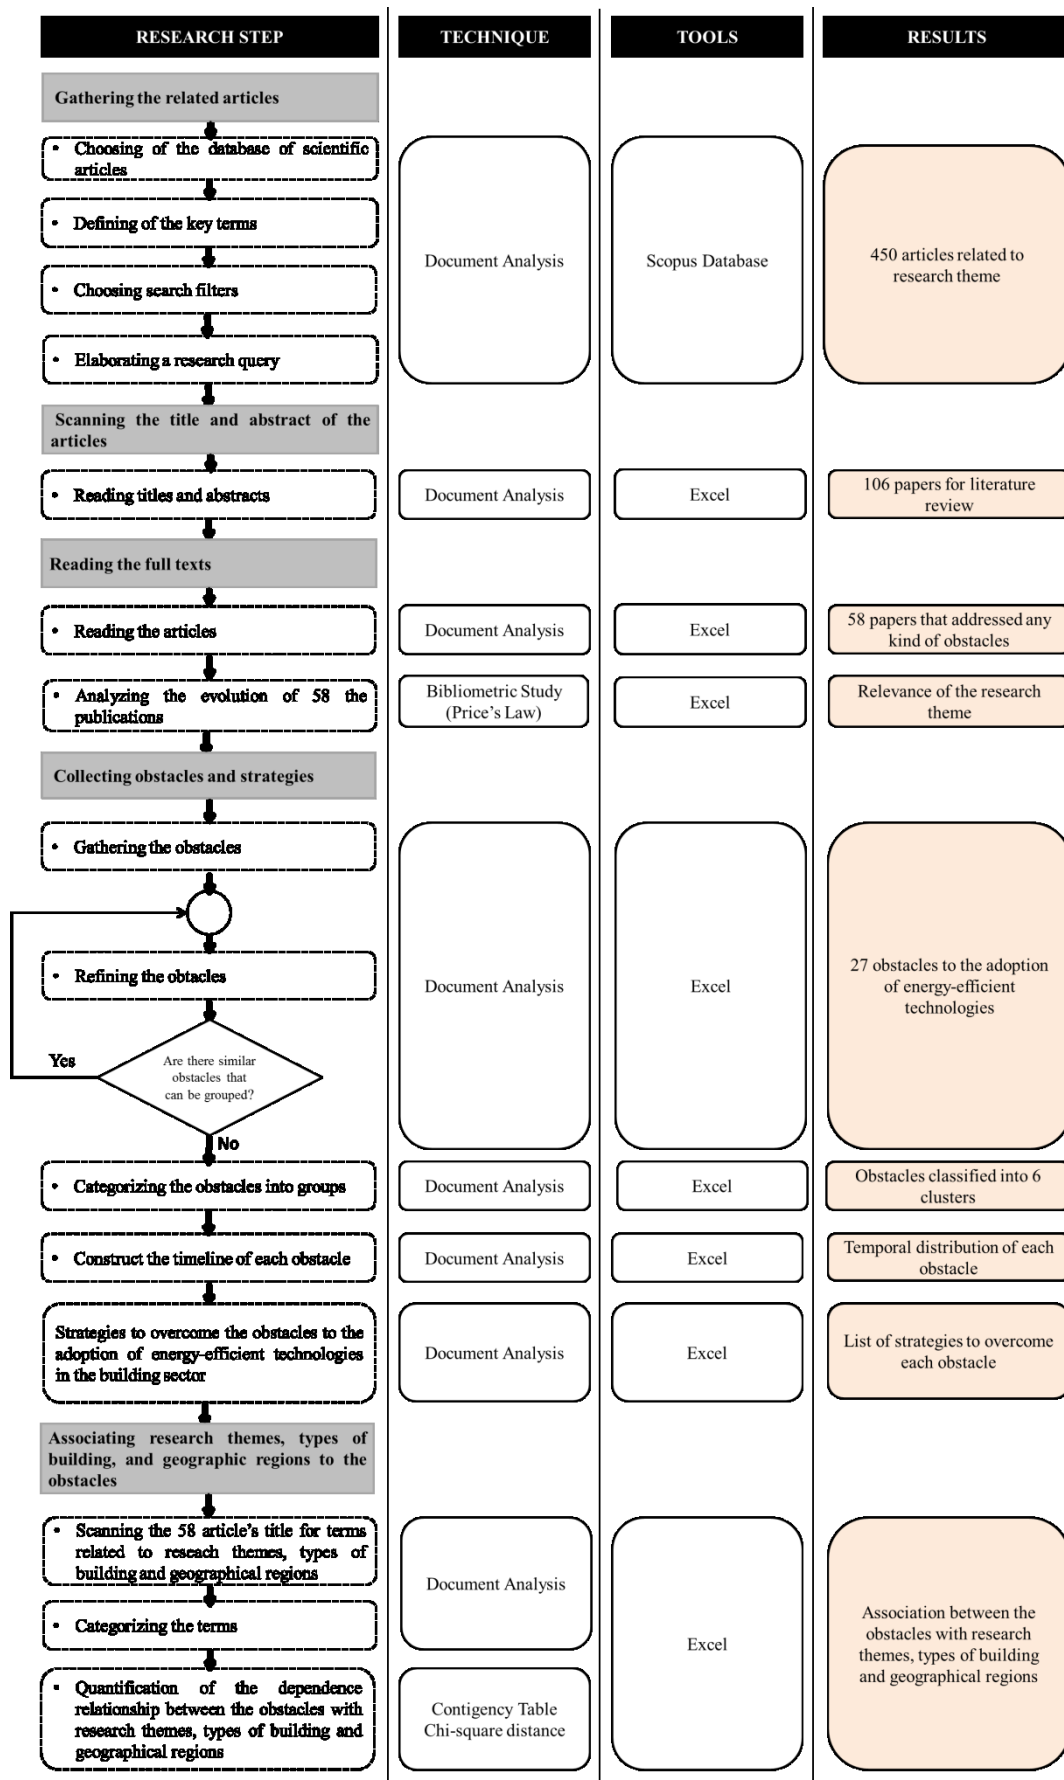 RESEARCH STEP
TECHNIQUE
TOOLS
RESULTS
Gathering the related articles
• Choosing of the database of scientific
articles
• Defining of the key terms
• Choosing search filters
• Elaborating a research query
Document Analysis
Scopus Database
450 articles related to
research theme
Scanning the title and abstract of the
articles
• Reading titles and abstracts
Document Analysis
Excel
106 papers for literature
review
Reading the full texts
• Reading the articles
Document Analysis
Excel
58 papers that addressed any
kind of obstacles
• Analyzing the evolution of 58 the
publications
Bibliometric Study
(Price's Law)
Excel
Relevance of the research
theme
Collecting obstacles and strategies
• Gathering the obstacles
• Refining the obtacles
Yes
Are there similar
obstacles that
can be grouped?
No
Document Analysis
Excel
27 obstacles to the adoption
of energy-efficient
technologies
• Categorizing the obstacles into groups
Document Analysis
Excel
Obstacles classified into 6
clusters
• Construct the timeline of each obstacle
Document Analysis
Excel
Temporal distribution of each
obstacle
Strategies to overcome the obstacles to the
adoption of energy-efficient technologies
in the building sector
Document Analysis
Excel
List of strategies to overcome
each obstacle
Associating research themes, types of
building, and geographic regions to the
obstacles
• Scanning the 58 article's title for terms
related to reseach themes, types of
building and geographical regions
• Categorizing the terms
Document Analysis
• Quantification of the dependence
relationship between the obstacles with
research themes, types of building and
geographical regions
Contigency Table
Chi-square distance
Excel
Association between the
obstacles with research
themes, types of building
and geographical regions